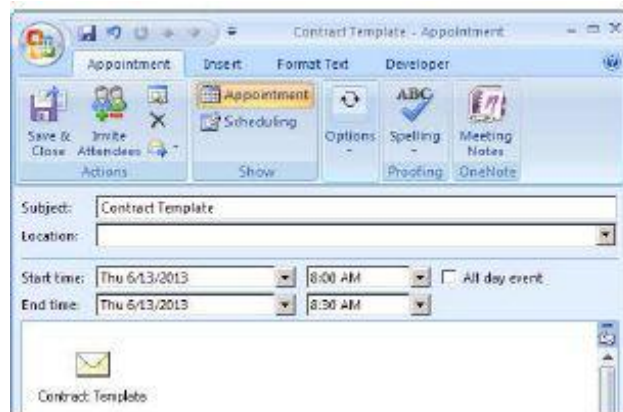 Contract Template - Appointment
Appointment Insert Format Text Developer
Save & Close
Invite Attendees
Appointment
Scheduling
Options
ABC
Spelling
Meeting Notes
Actions Show Proofing OneNote
Subject: Contract Template
Location:
Start time: Thu 6/13/2013 8:00 AM All day event
End time: Thu 6/13/2013 8:30 AM
Contract Template